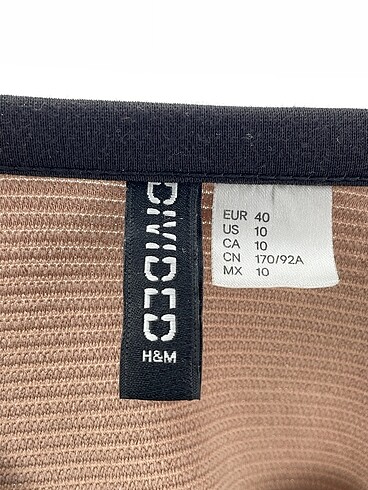 DIVIDED
H&M
EUR 40
US 10
CA 10
CN 170/92A
MX 10